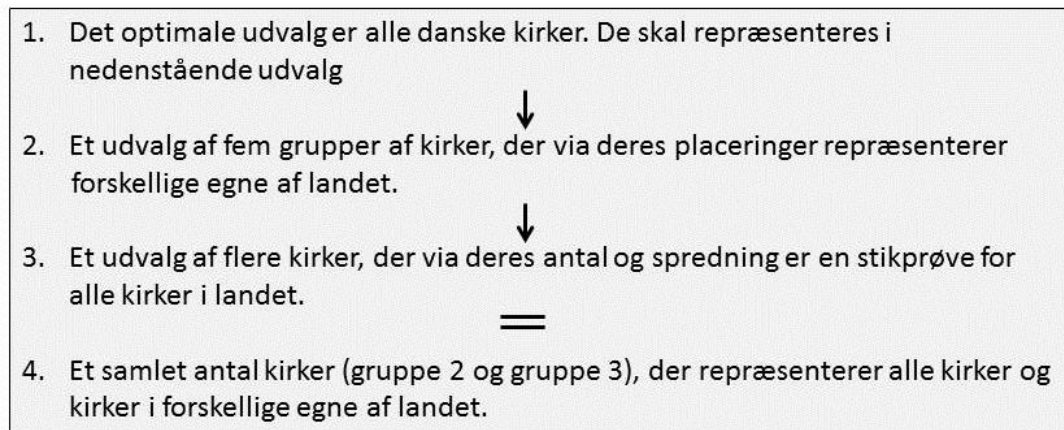 1. Det optimale udvalg er alle danske kirker. De skal repræsenteres i
nedenstående udvalg
2. Et udvalg af fem grupper af kirker, der via deres placeringer repræsenterer
forskellige egne af landet.
3. Et udvalg af flere kirker, der via deres antal og spredning er en stikprøve for
alle kirker i landet.
4. Et samlet antal kirker (gruppe 2 og gruppe 3), der repræsenterer alle kirker og
kirker i forskellige egne af landet.